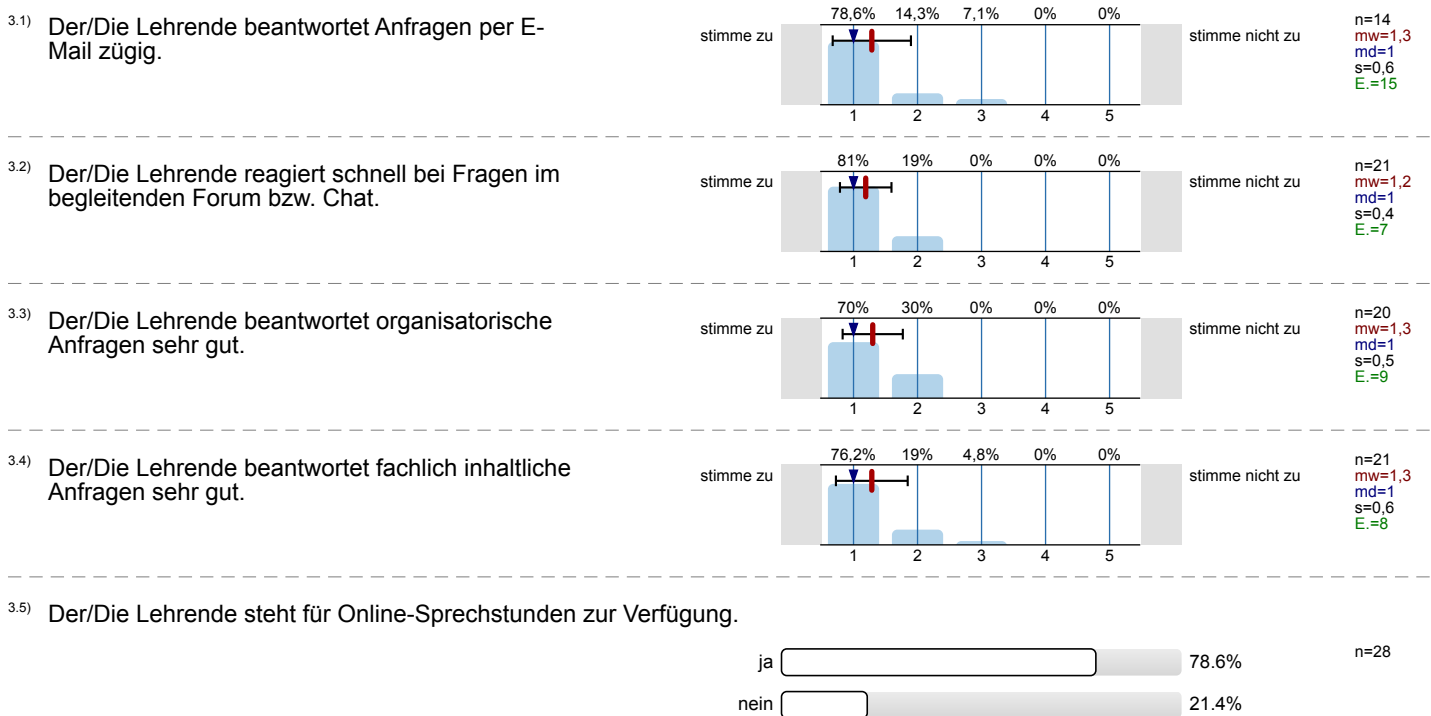 3.1) Der/Die Lehrende beantwortet Anfragen per E-
Mail zügig.
78,6% 14,3% 7,1% 0% 0%
stimme zu stimme nicht zu
1 2 3 4 5
n=14
mw=1,3
md=1
s=0,6
E.=15
3.2) Der/Die Lehrende reagiert schnell bei Fragen im
begleitenden Forum bzw. Chat.
81% 19% 0% 0% 0%
stimme zu stimme nicht zu
1 2 3 4 5
n=21
mw=1,2
md=1
s=0,4
E.=7
3.3) Der/Die Lehrende beantwortet organisatorische
Anfragen sehr gut.
70% 30% 0% 0% 0%
stimme zu stimme nicht zu
1 2 3 4 5
n=20
mw=1,3
md=1
s=0,5
E.=9
3.4) Der/Die Lehrende beantwortet fachlich inhaltliche
Anfragen sehr gut.
76,2% 19% 4,8% 0% 0%
stimme zu stimme nicht zu
1 2 3 4 5
n=21
mw=1,3
md=1
s=0,6
E.=8
3.5) Der/Die Lehrende steht für Online-Sprechstunden zur Verfügung.
ja 78.6% n=28
nein 21.4%